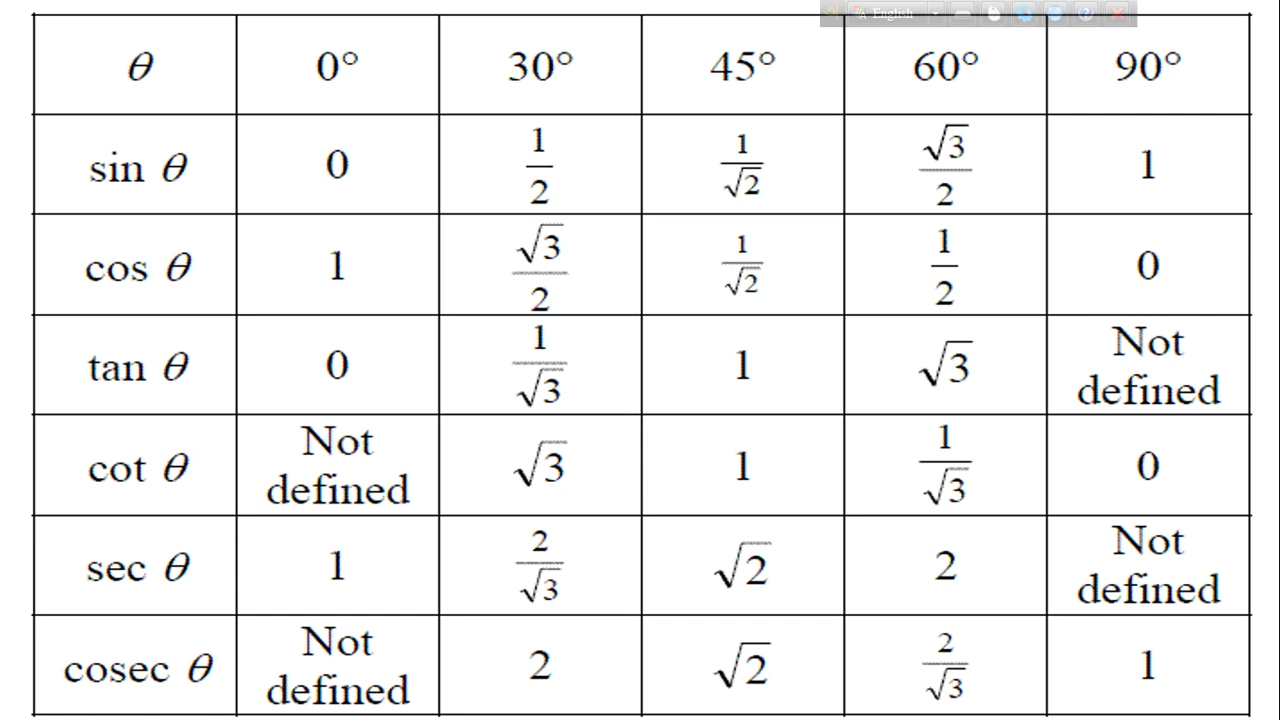 English
θ 0° 30° 45° 60° 90°
sin θ 0 1/2 1/√2 √3/2 1
cos θ 1 √3/2 1/√2 1/2 0
tan θ 0 1/√3 1 √3 Not defined
cot θ Not defined √3 1 1/√3 0
sec θ 1 2/√3 √2 2 Not defined
cosec θ Not defined 2 √2 2/√3 1